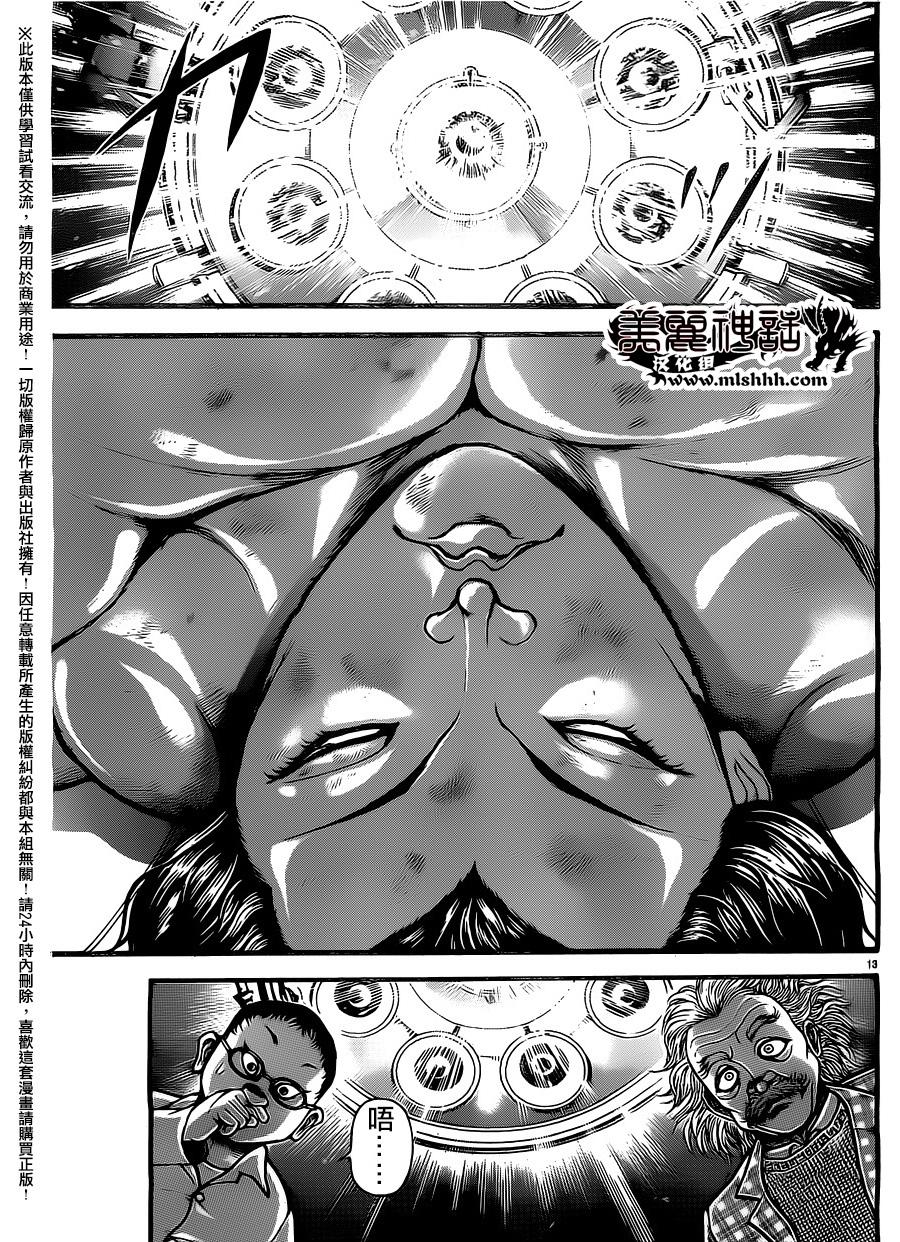 ※此版本僅供學習試看交流，請勿用於商業用途！一切版權歸原作者與出版社擁有！因任意轉載所產生的版權糾紛都與本組無關！請24小時內刪除，喜歡這套漫畫請購買正版！
カッ
美麗神話
汉化组
www.mlshhh.com
13
唔……